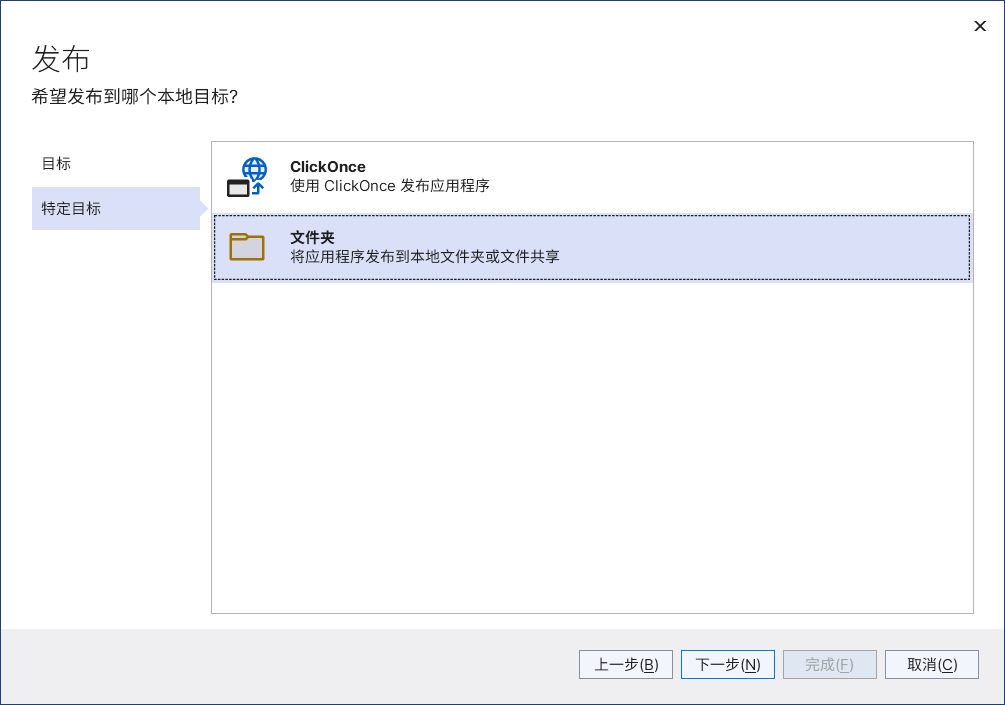 发布
希望发布到哪个本地目标?
目标
特定目标
ClickOnce
使用 ClickOnce 发布应用程序
文件夹
将应用程序发布到本地文件夹或文件共享
上一步(B)
下一步(N)
完成(F)
取消(C)